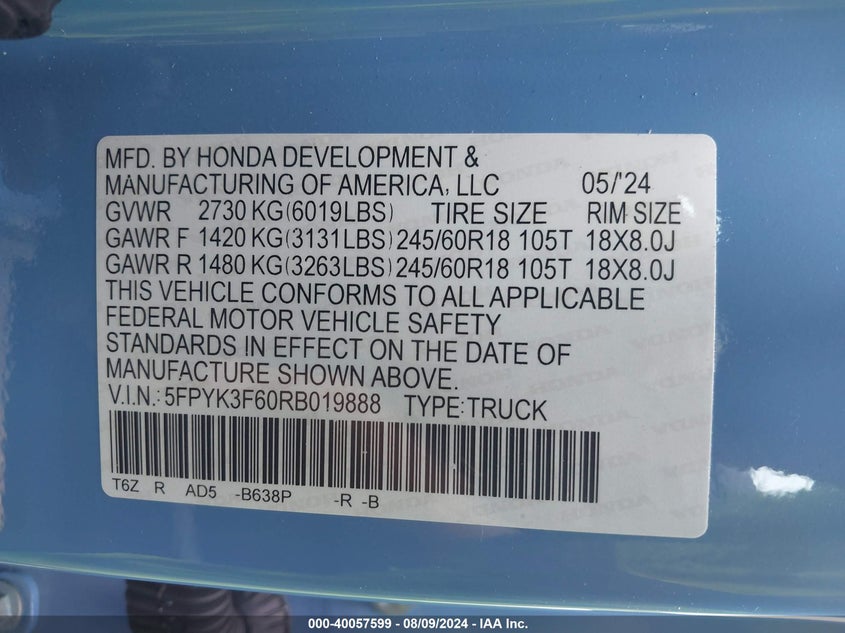 MFD. BY HONDA DEVELOPMENT &
MANUFACTURING OF AMERICA, LLC 05/'24
GVWR 2730 KG(6019LBS) TIRE SIZE RIM SIZE
GAWR F 1420 KG(3131LBS) 245/60R18 105T 18X8.0J
GAWR R 1480 KG(3263LBS) 245/60R18 105T 18X8.0J
THIS VEHICLE CONFORMS TO ALL APPLICABLE
FEDERAL MOTOR VEHICLE SAFETY
STANDARDS IN EFFECT ON THE DATE OF
MANUFACTURE SHOWN ABOVE.
V.I.N.: 5FPYK3F60RB019888 TYPE:TRUCK
T6Z R AD5 -B638P -R -B
000-40057599 - 08/09/2024 - IAA Inc.